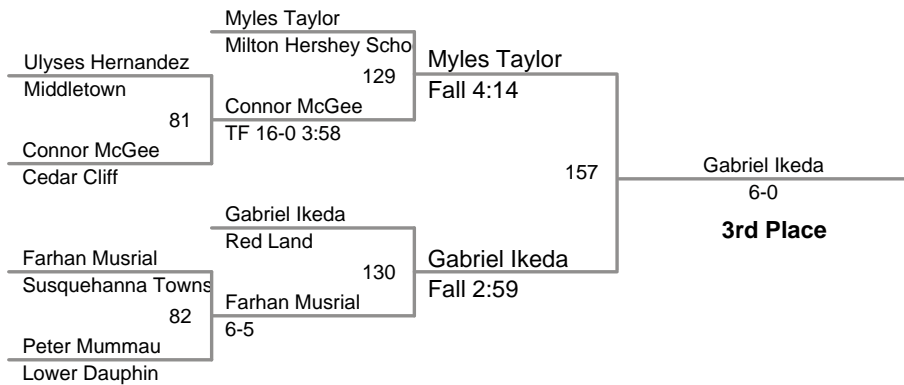 Myles Taylor
Milton Hershey Scho
Ulyses Hernandez
Middletown
129
Myles Taylor
Fall 4:14
81
Connor McGee
TF 16-0 3:58
Connor McGee
Cedar Cliff
157
Gabriel Ikeda
6-0
3rd Place
Gabriel Ikeda
Red Land
Farhan Musrial
Susquehanna Towns
130
Gabriel Ikeda
Fall 2:59
82
Farhan Musrial
6-5
Peter Mummau
Lower Dauphin